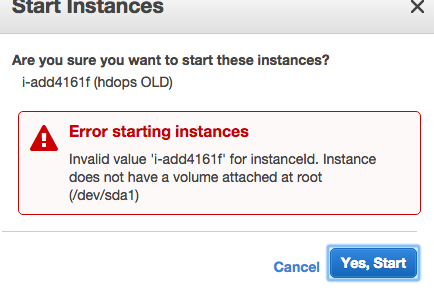 Start Instances
Are you sure you want to start these instances?
i-add4161f (hdops OLD)
Error starting instances
Invalid value 'i-add4161f' for instanceId. Instance
does not have a volume attached at root
(/dev/sda1)
Cancel
Yes, Start